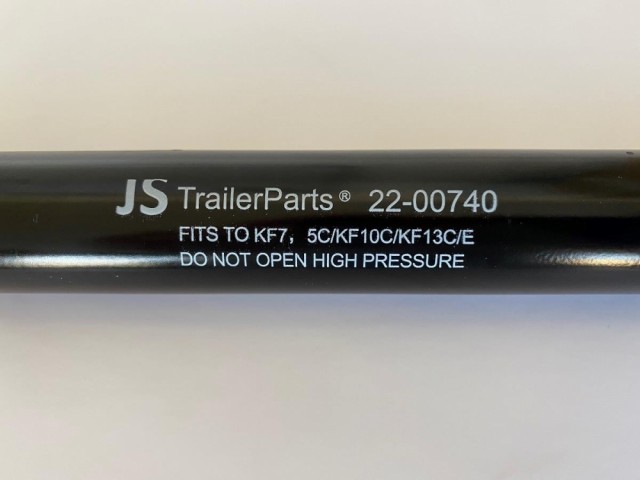 JS TrailerParts® 22-00740
FITS TO KF7，5C/KF10C/KF13C/E
DO NOT OPEN HIGH PRESSURE